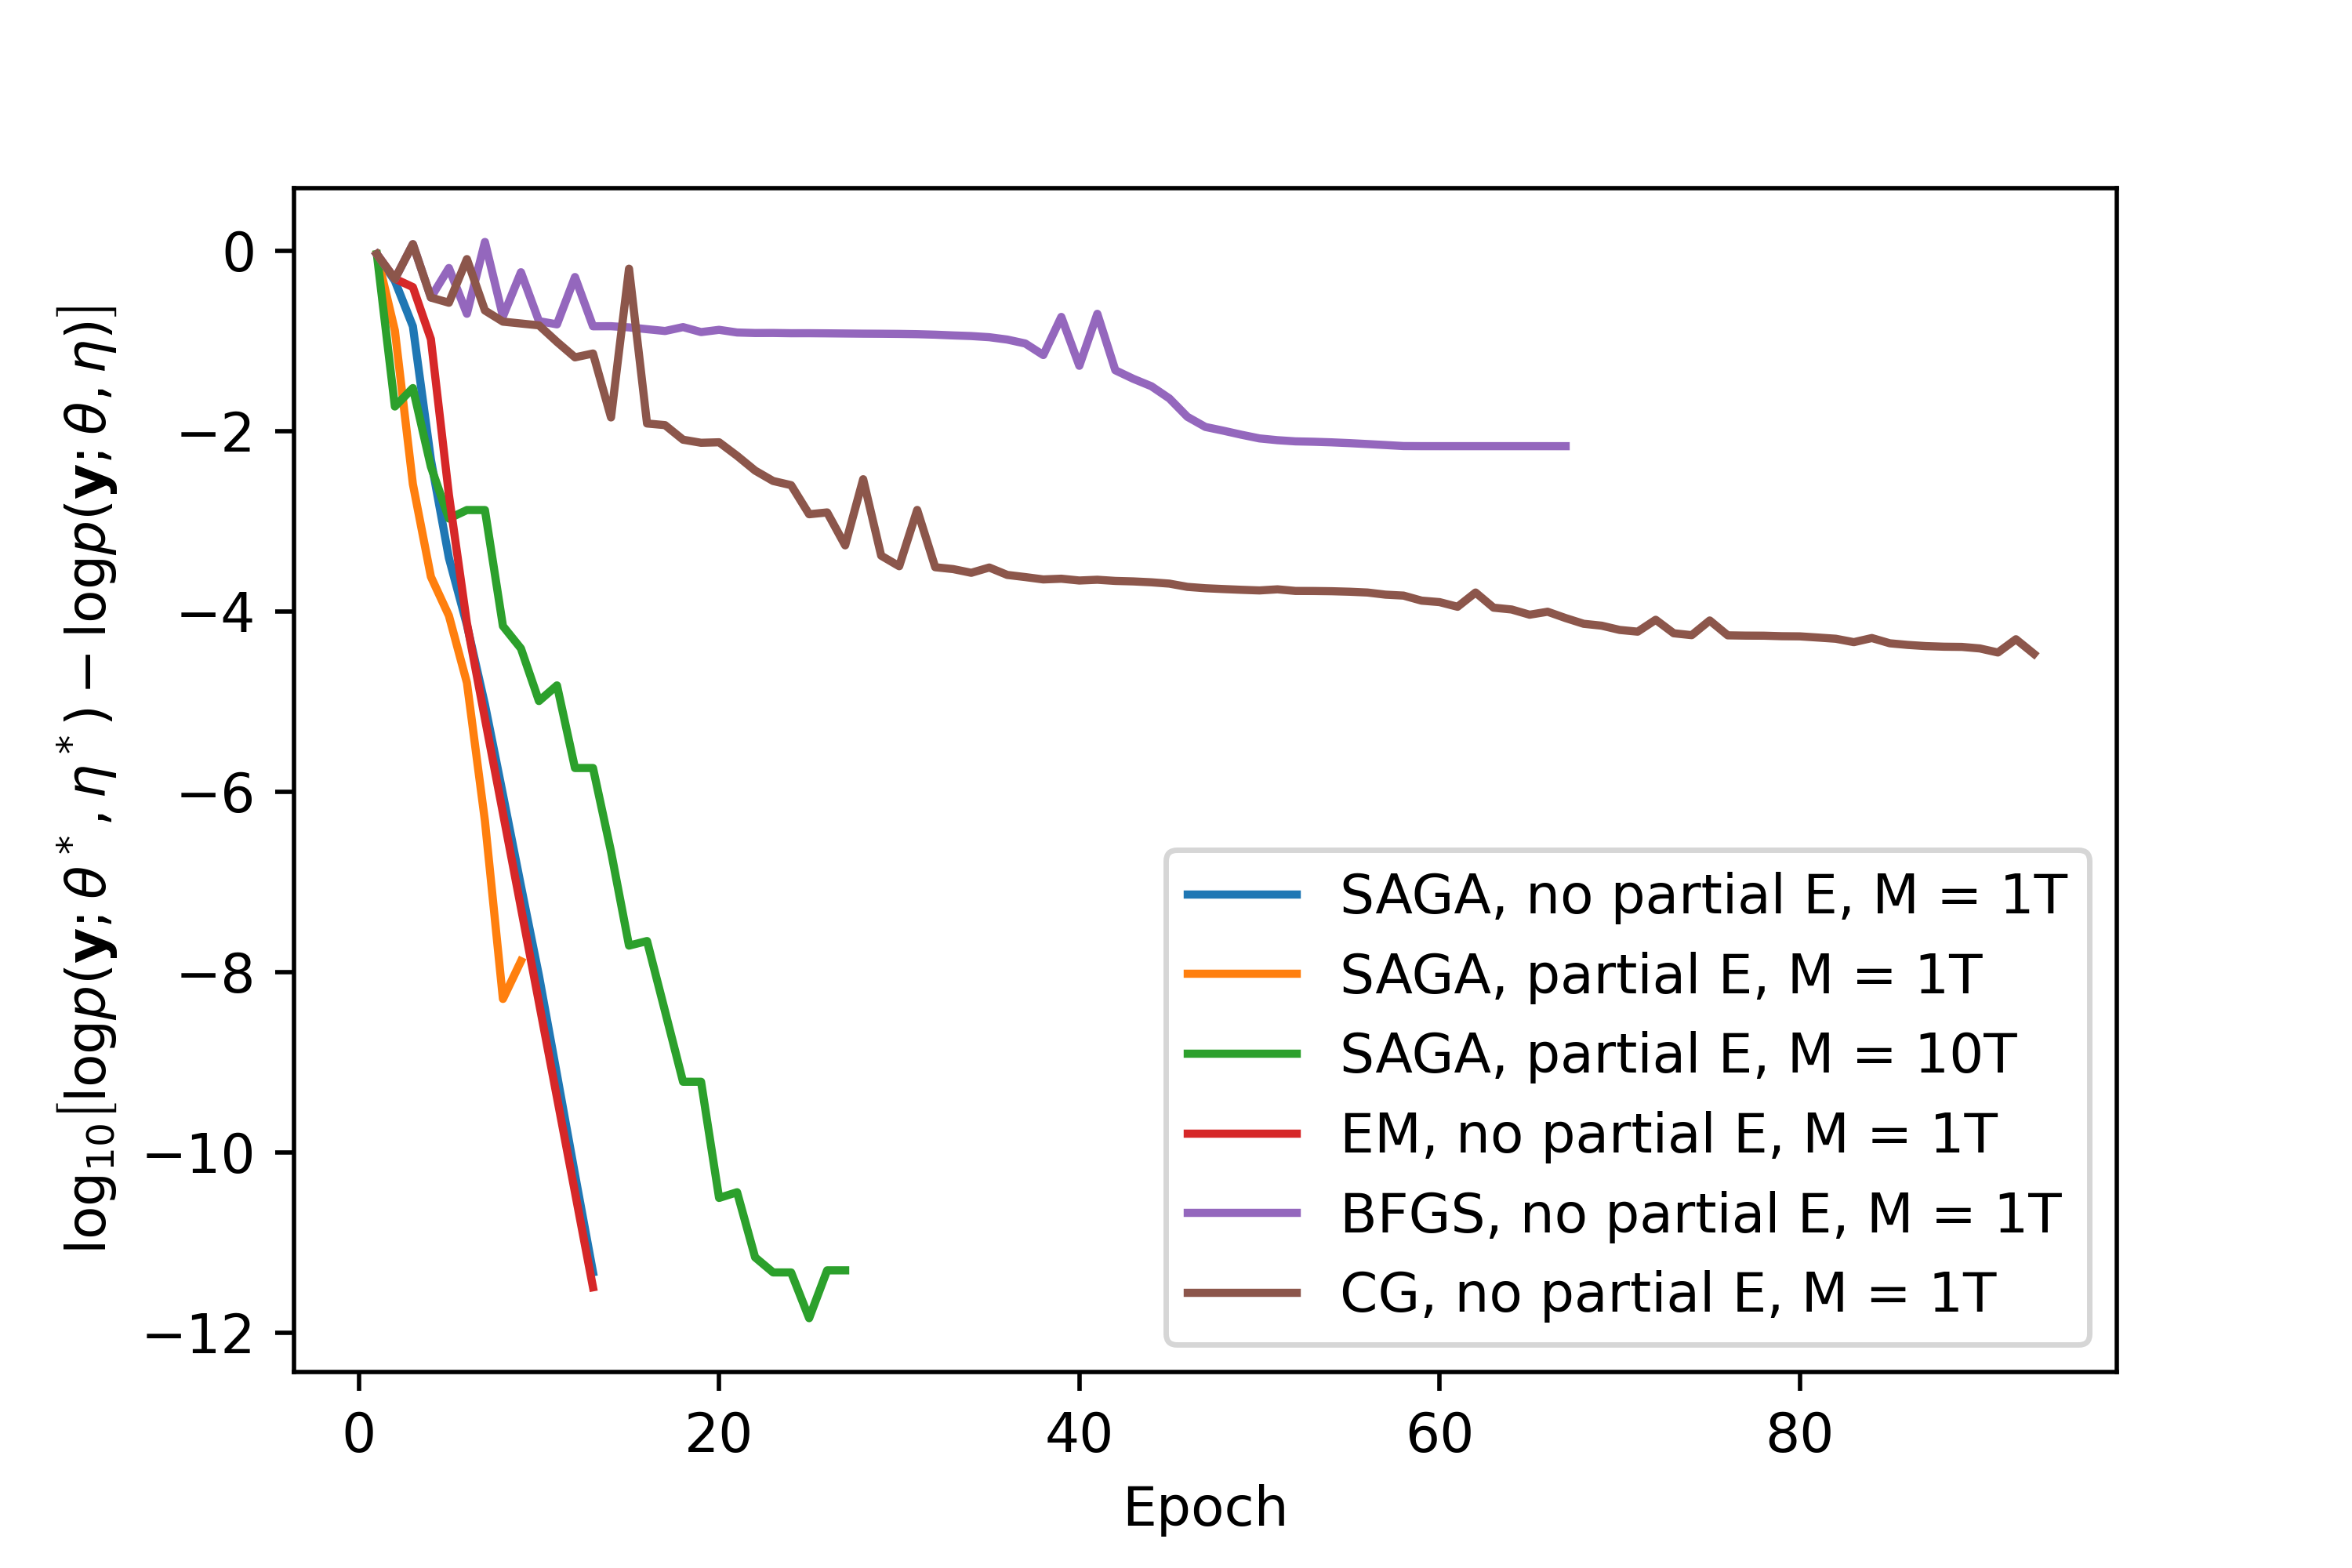 log₁₀[log p(y; θ*, η*) − log p(y; θ, η)]
0
−2
−4
−6
−8
−10
−12
SAGA, no partial E, M = 1T
SAGA, partial E, M = 1T
SAGA, partial E, M = 10T
EM, no partial E, M = 1T
BFGS, no partial E, M = 1T
CG, no partial E, M = 1T
0 20 40 60 80
Epoch